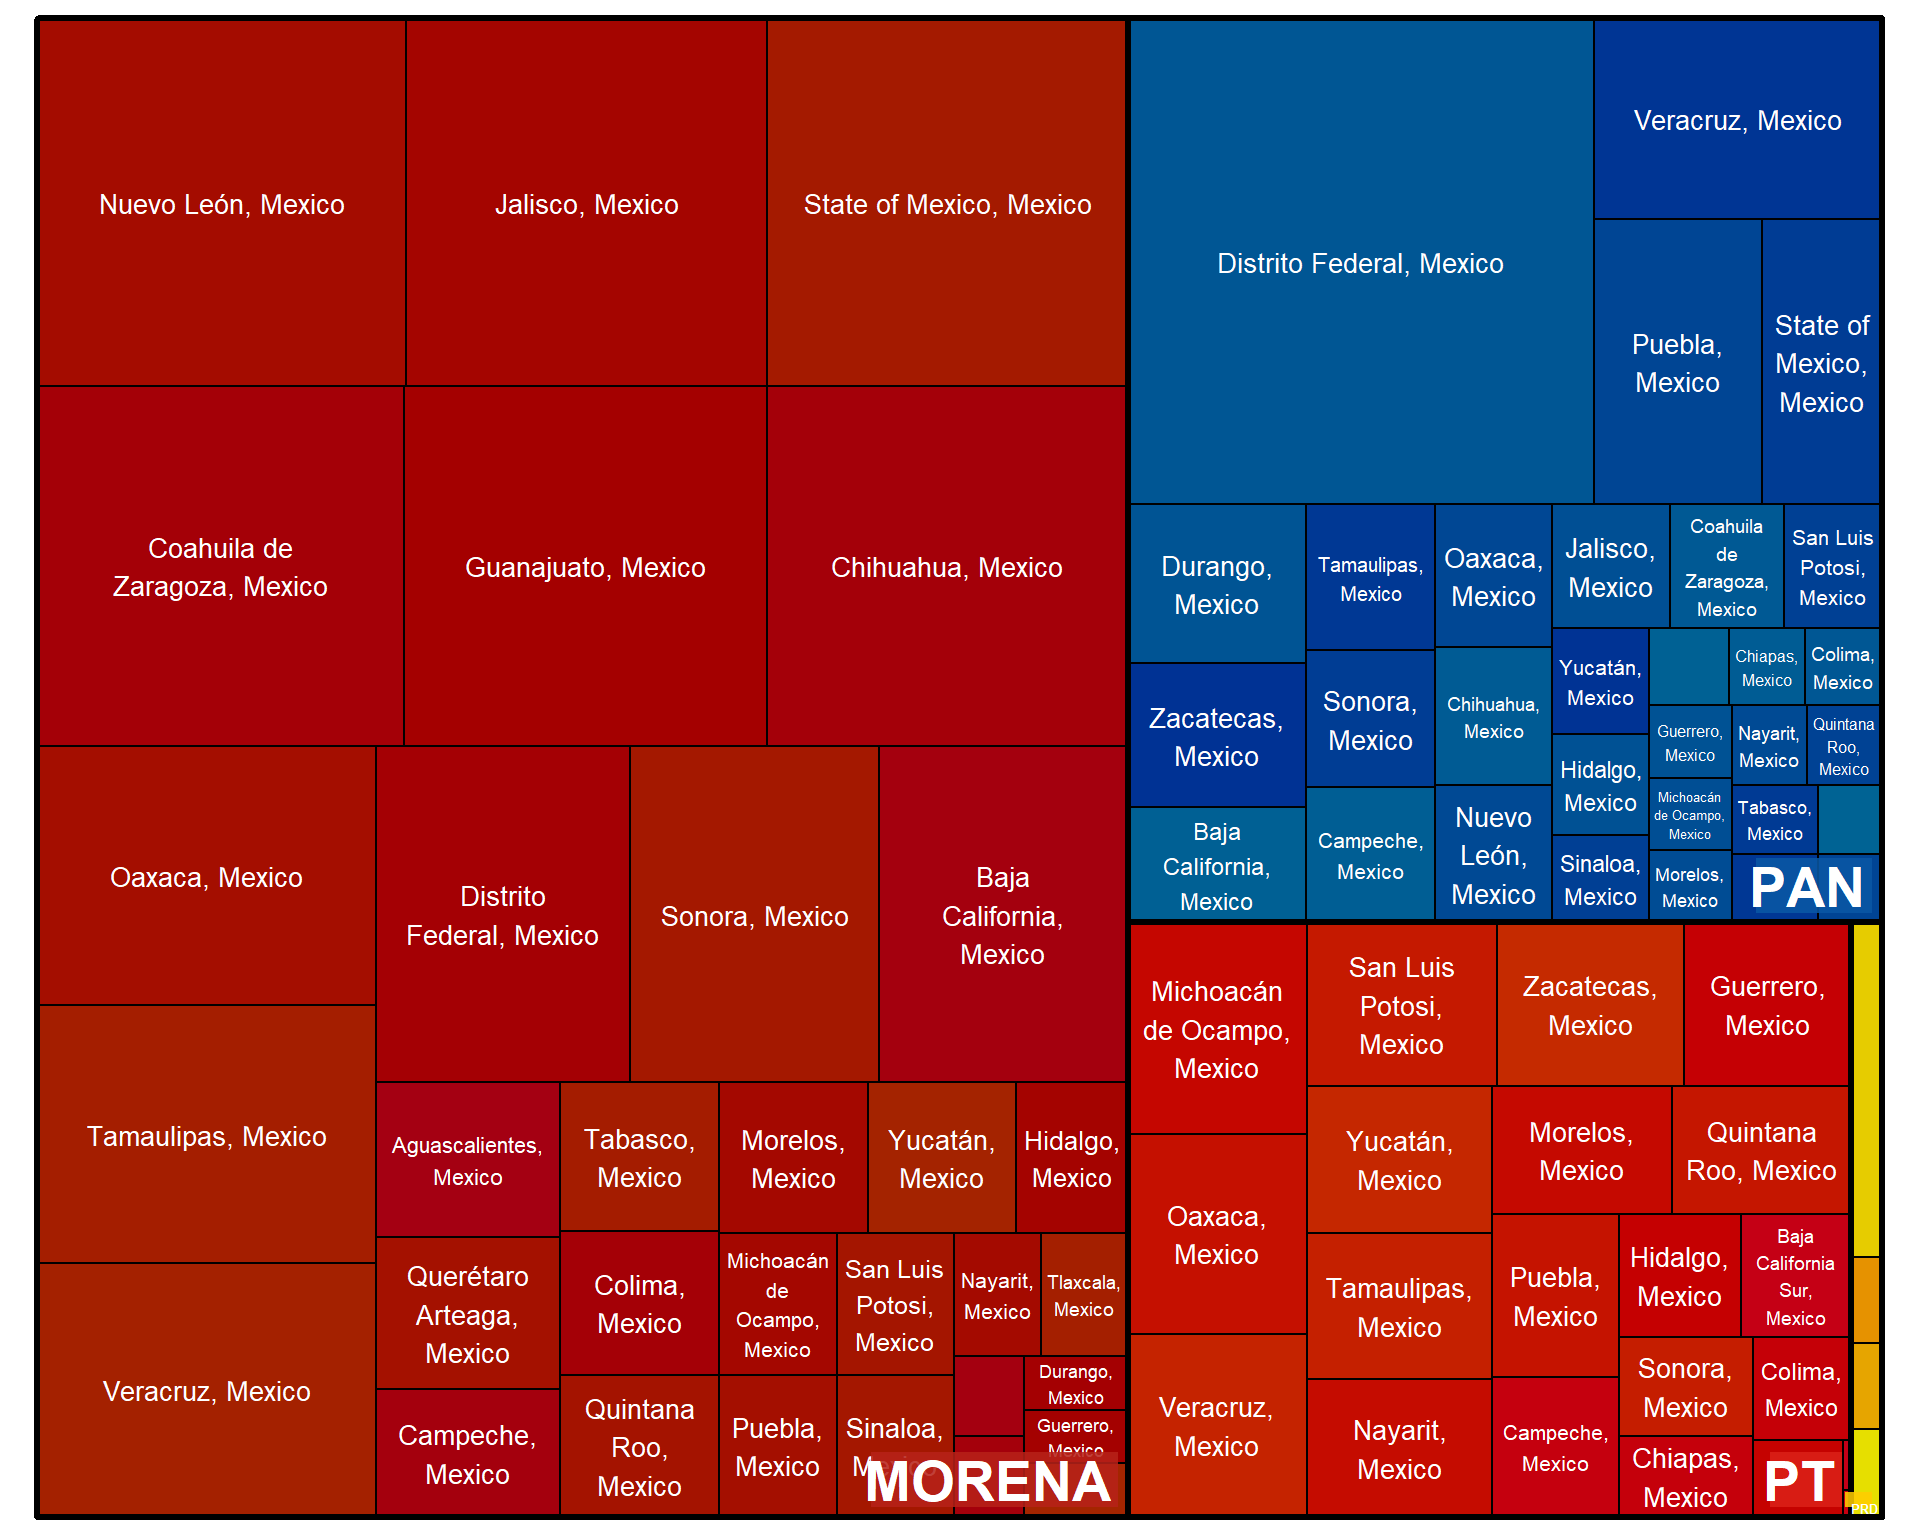 Nuevo León, Mexico
Jalisco, Mexico
State of Mexico, Mexico
Coahuila de
Zaragoza, Mexico
Guanajuato, Mexico
Chihuahua, Mexico
Oaxaca, Mexico
Distrito
Federal, Mexico
Sonora, Mexico
Baja
California,
Mexico
Tamaulipas, Mexico
Veracruz, Mexico
Aguascalientes,
Mexico
Tabasco,
Mexico
Morelos,
Mexico
Yucatán,
Mexico
Hidalgo,
Mexico
Querétaro
Arteaga,
Mexico
Colima,
Mexico
Michoacán
de
Ocampo,
Mexico
San Luis
Potosi,
Mexico
Nayarit,
Mexico
Tlaxcala,
Mexico
Campeche,
Mexico
Quintana
Roo,
Mexico
Puebla,
Mexico
Sinaloa,
Mexico
Durango,
Mexico
Guerrero,
Mexico
MORENA
Distrito Federal, Mexico
Veracruz, Mexico
Puebla,
Mexico
State of
Mexico,
Mexico
Durango,
Mexico
Tamaulipas,
Mexico
Oaxaca,
Mexico
Jalisco,
Mexico
Coahuila
de
Zaragoza,
Mexico
San Luis
Potosi,
Mexico
Zacatecas,
Mexico
Sonora,
Mexico
Chihuahua,
Mexico
Yucatán,
Mexico
Chiapas,
Mexico
Colima,
Mexico
Hidalgo,
Mexico
Guerrero,
Mexico
Nayarit,
Mexico
Quintana
Roo,
Mexico
Baja
California,
Mexico
Campeche,
Mexico
Nuevo
León,
Mexico
Sinaloa,
Mexico
Michoacán
de Ocampo,
Mexico
Tabasco,
Mexico
Morelos,
Mexico
PAN
Michoacán
de Ocampo,
Mexico
San Luis
Potosi,
Mexico
Zacatecas,
Mexico
Guerrero,
Mexico
Oaxaca,
Mexico
Yucatán,
Mexico
Morelos,
Mexico
Quintana
Roo, Mexico
Tamaulipas,
Mexico
Puebla,
Mexico
Hidalgo,
Mexico
Baja
California
Sur,
Mexico
Veracruz,
Mexico
Nayarit,
Mexico
Campeche,
Mexico
Sonora,
Mexico
Colima,
Mexico
Chiapas,
Mexico
PT
PRD